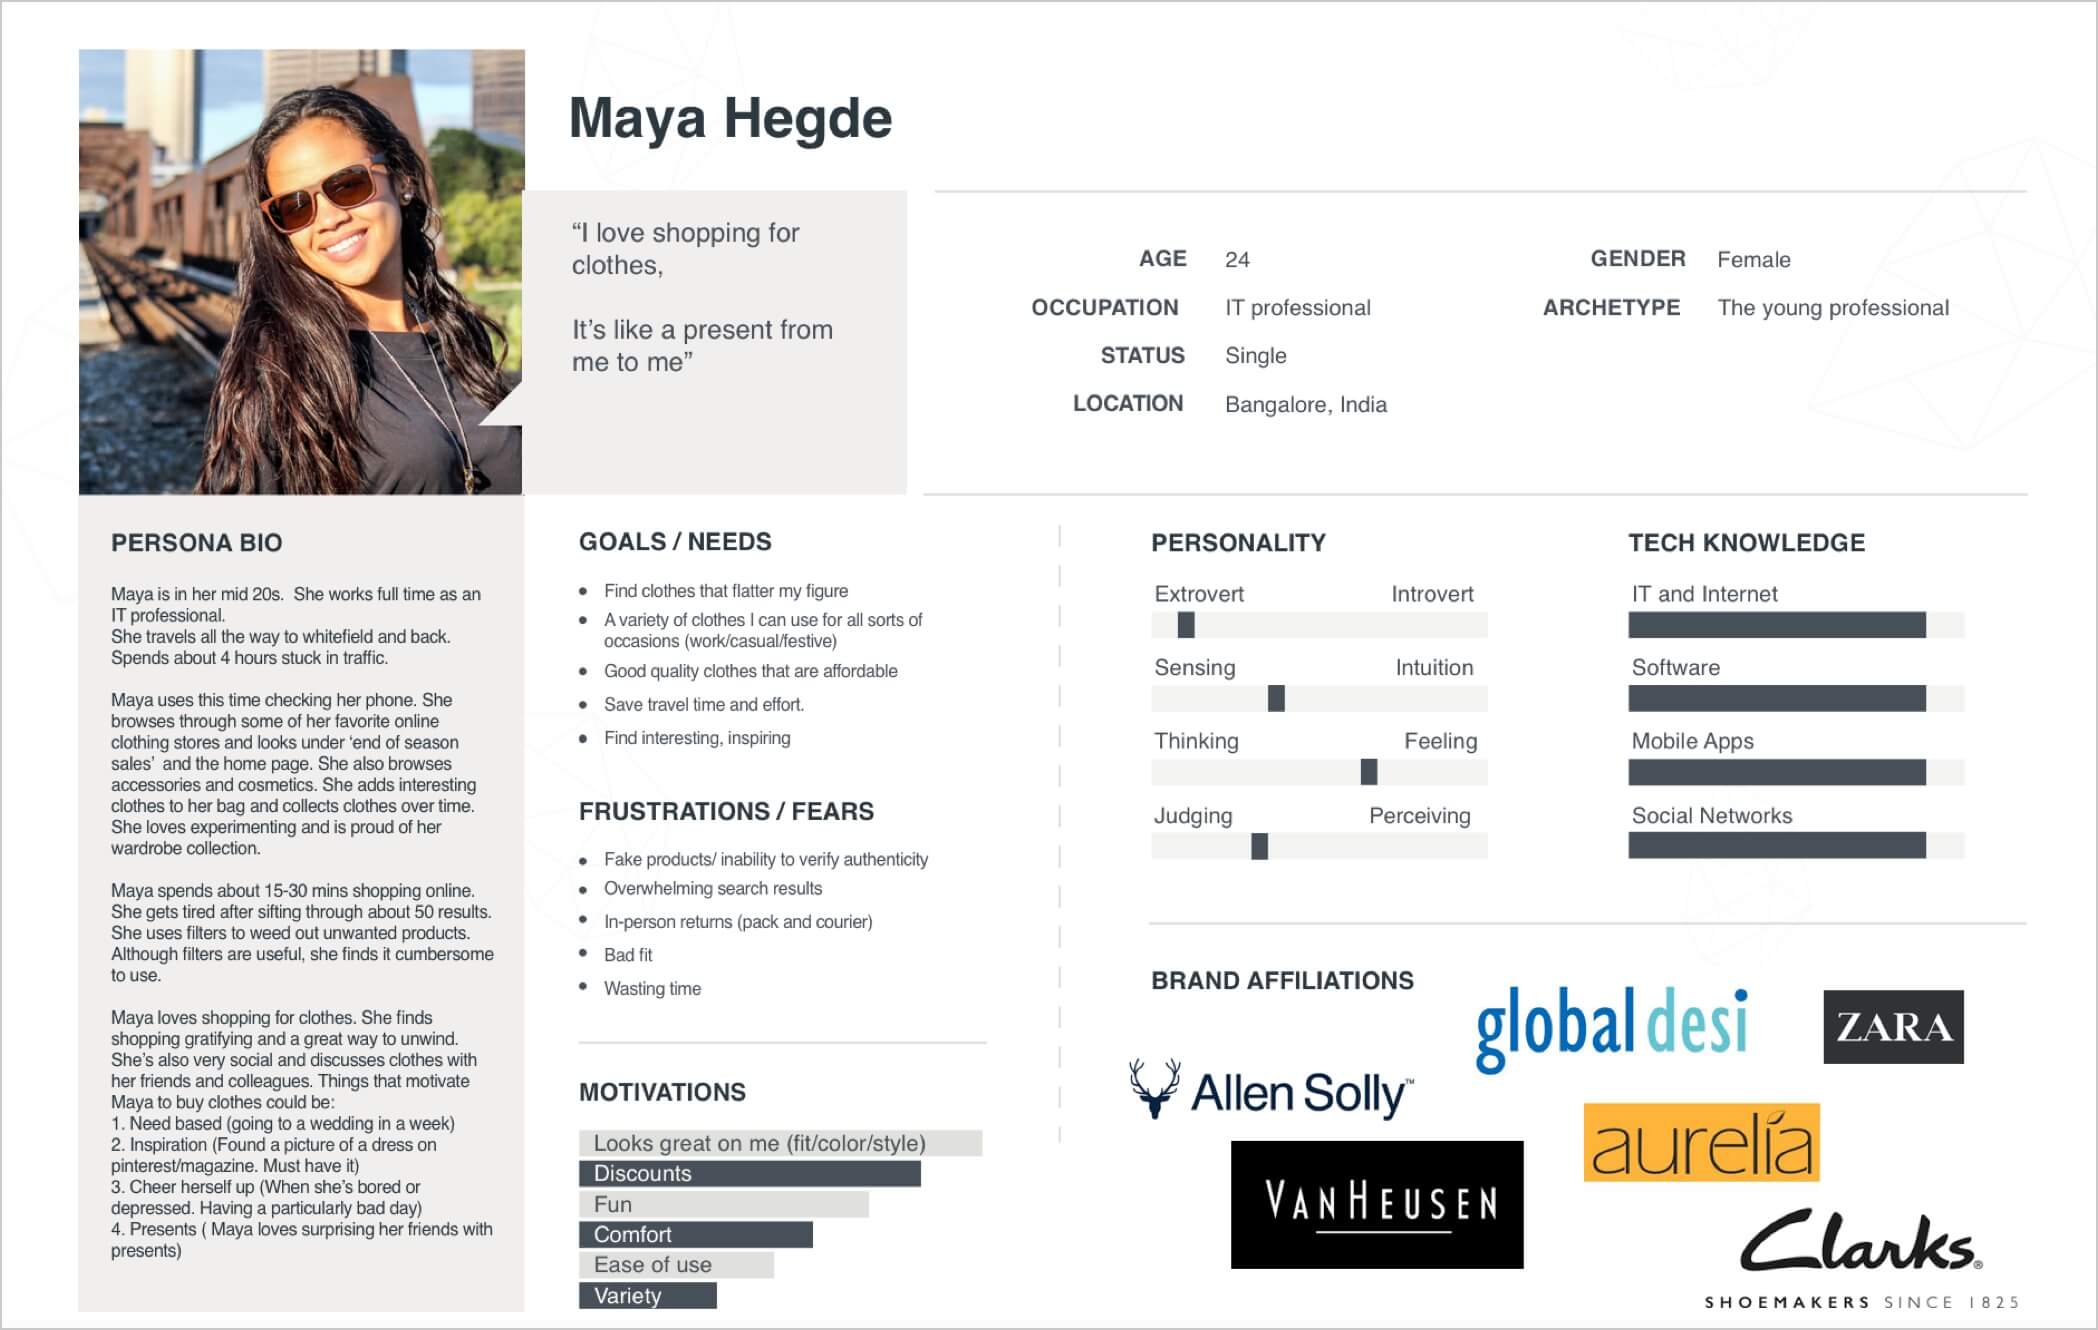 Maya Hegde
“I love shopping for
clothes,
It’s like a present from
me to me”
AGE 24
OCCUPATION IT professional
STATUS Single
LOCATION Bangalore, India
GENDER Female
ARCHETYPE The young professional
PERSONA BIO
Maya is in her mid 20s.  She works full time as an
IT professional.
She travels all the way to whitefield and back.
Spends about 4 hours stuck in traffic.
Maya uses this time checking her phone. She
browses through some of her favorite online
clothing stores and looks under ‘end of season
sales’  and the home page. She also browses
accessories and cosmetics. She adds interesting
clothes to her bag and collects clothes over time.
She loves experimenting and is proud of her
wardrobe collection.
Maya spends about 15-30 mins shopping online.
She gets tired after sifting through about 50 results.
She uses filters to weed out unwanted products.
Although filters are useful, she finds it cumbersome
to use.
Maya loves shopping for clothes. She finds
shopping gratifying and a great way to unwind.
She’s also very social and discusses clothes with
her friends and colleagues. Things that motivate
Maya to buy clothes could be:
1. Need based (going to a wedding in a week)
2. Inspiration (Found a picture of a dress on
pinterest/magazine. Must have it)
3. Cheer herself up (When she’s bored or
depressed. Having a particularly bad day)
4. Presents ( Maya loves surprising her friends with
presents)
GOALS / NEEDS
• Find clothes that flatter my figure
• A variety of clothes I can use for all sorts of
occasions (work/casual/festive)
• Good quality clothes that are affordable
• Save travel time and effort.
• Find interesting, inspiring
FRUSTRATIONS / FEARS
• Fake products/ inability to verify authenticity
• Overwhelming search results
• In-person returns (pack and courier)
• Bad fit
• Wasting time
MOTIVATIONS
Looks great on me (fit/color/style)
Discounts
Fun
Comfort
Ease of use
Variety
PERSONALITY
Extrovert Introvert
Sensing Intuition
Thinking Feeling
Judging Perceiving
TECH KNOWLEDGE
IT and Internet
Software
Mobile Apps
Social Networks
BRAND AFFILIATIONS
global desi
ZARA
Allen Solly™
aurelia
VANHEUSEN
Clarks®
SHOEMAKERS SINCE 1825